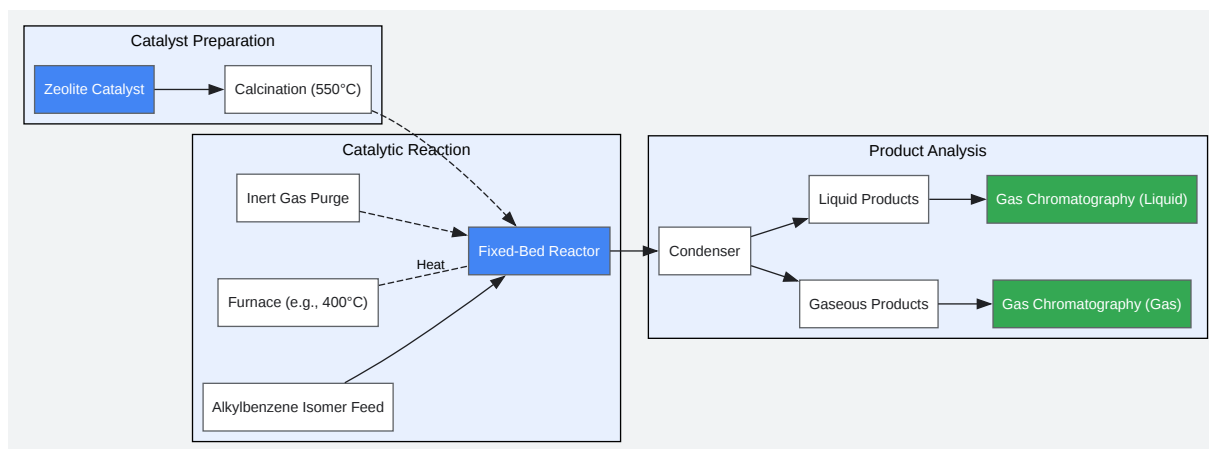 Catalyst Preparation
Zeolite Catalyst
Calcination (550°C)
Catalytic Reaction
Inert Gas Purge
Fixed-Bed Reactor
Heat
Furnace (e.g., 400°C)
Alkylbenzene Isomer Feed
Product Analysis
Condenser
Liquid Products
Gas Chromatography (Liquid)
Gaseous Products
Gas Chromatography (Gas)